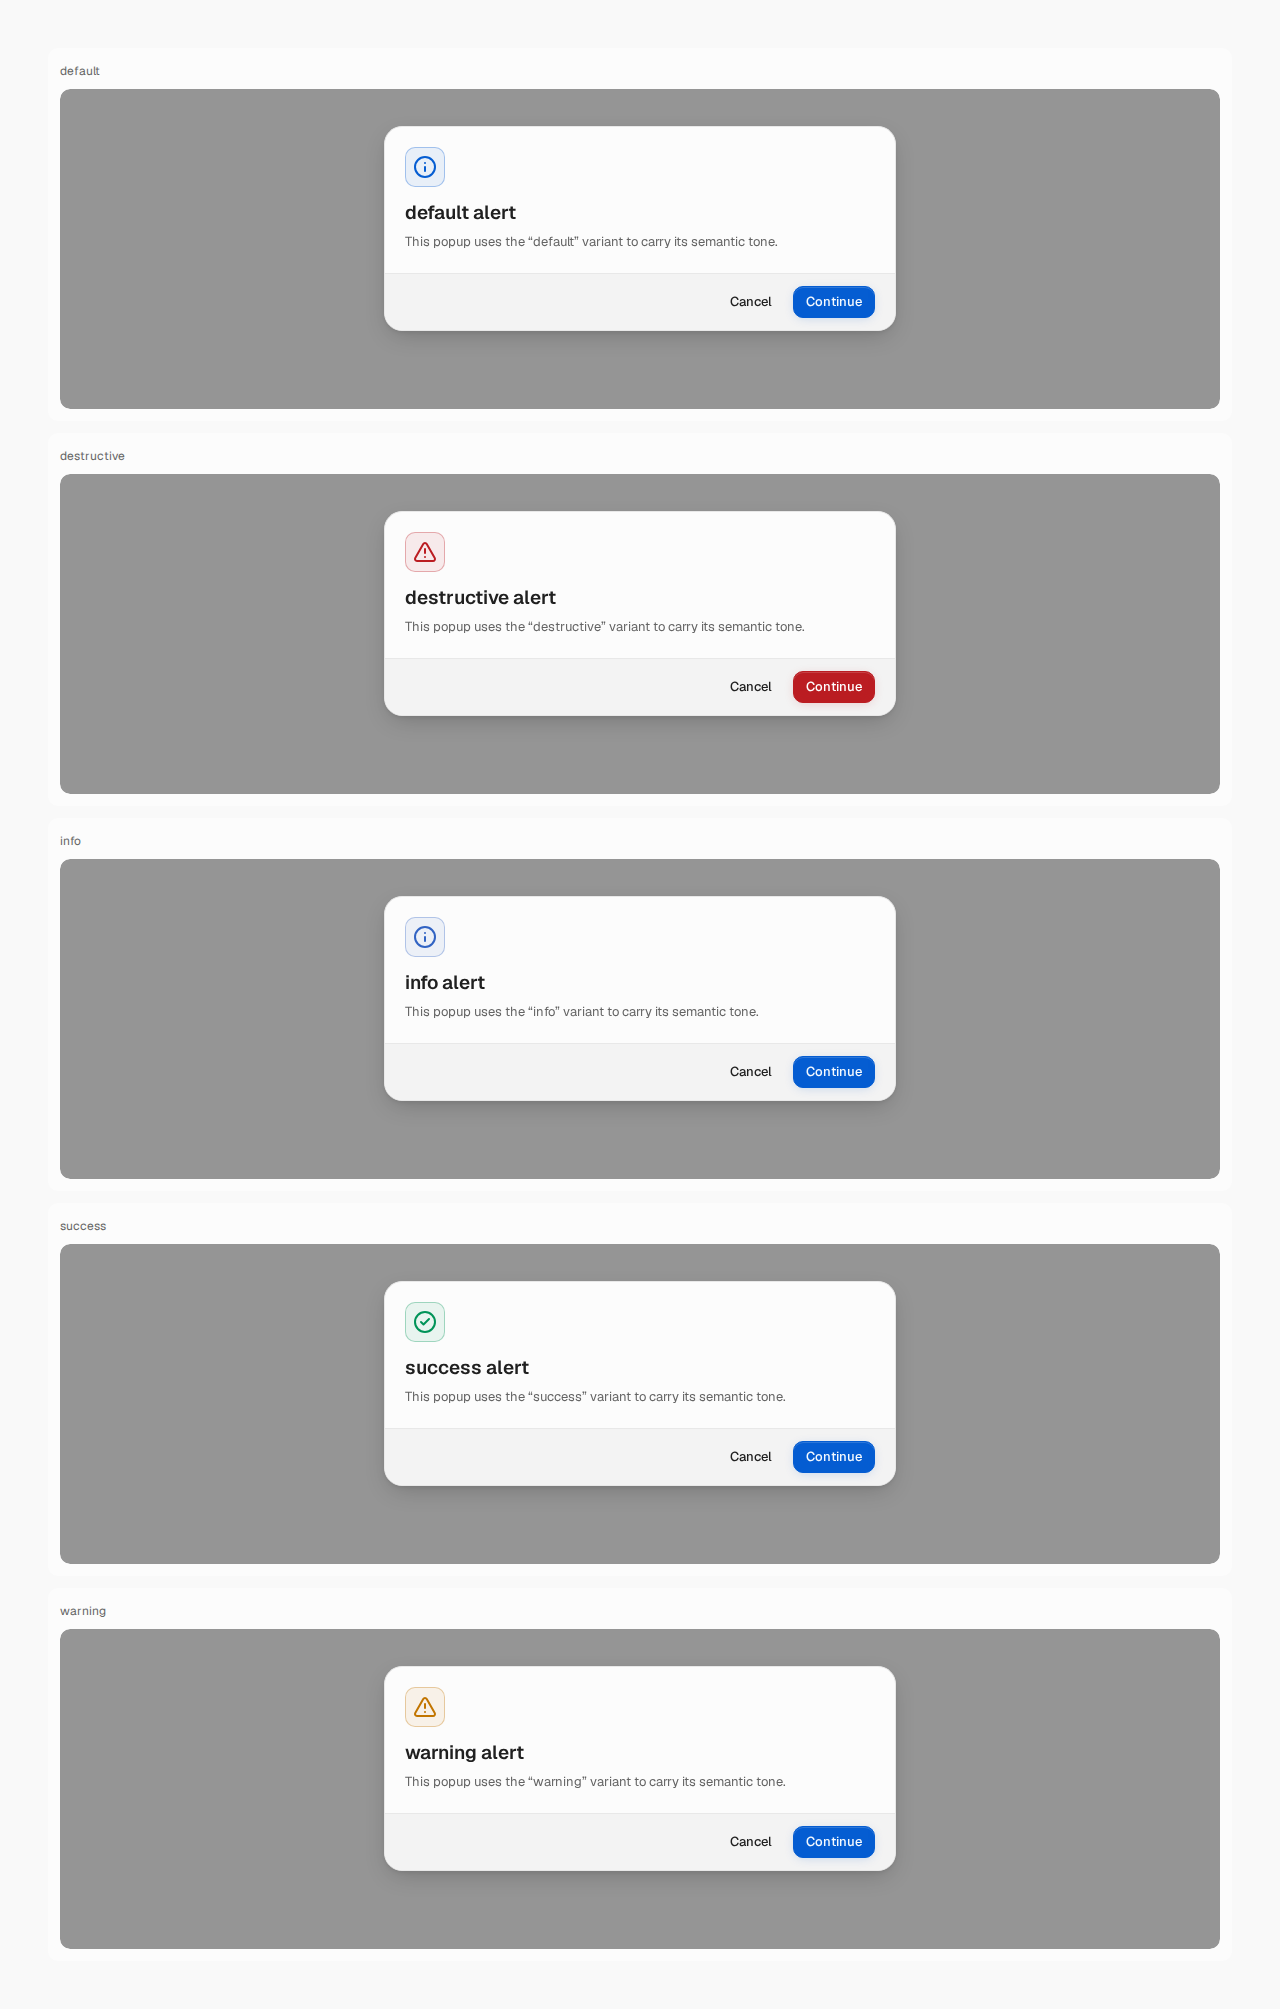 default
default alert
This popup uses the “default” variant to carry its semantic tone.
Cancel
Continue
destructive
destructive alert
This popup uses the “destructive” variant to carry its semantic tone.
Cancel
Continue
info
info alert
This popup uses the “info” variant to carry its semantic tone.
Cancel
Continue
success
success alert
This popup uses the “success” variant to carry its semantic tone.
Cancel
Continue
warning
warning alert
This popup uses the “warning” variant to carry its semantic tone.
Cancel
Continue